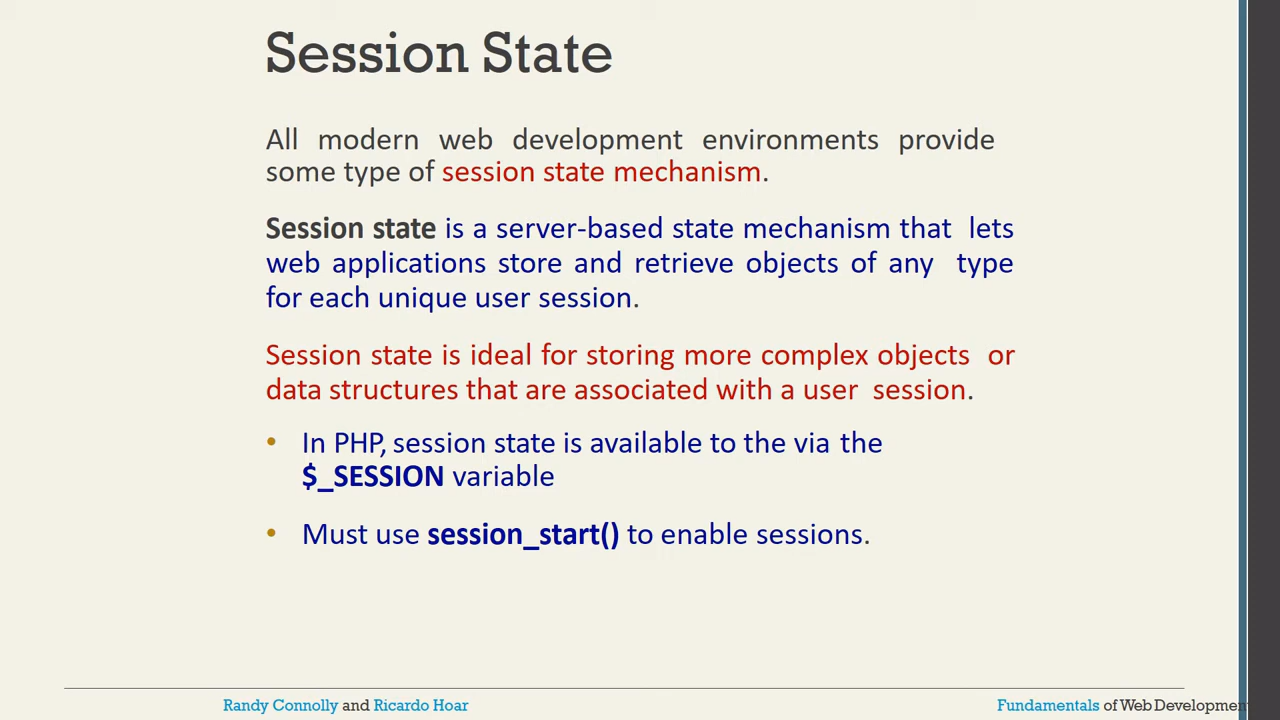 Session State
All modern web development environments provide
some type of session state mechanism.
Session state is a server-based state mechanism that lets
web applications store and retrieve objects of any type
for each unique user session.
Session state is ideal for storing more complex objects or
data structures that are associated with a user session.
• In PHP, session state is available to the via the
$_SESSION variable
• Must use session_start() to enable sessions.
Randy Connolly and Ricardo Hoar
Fundamentals of Web Development